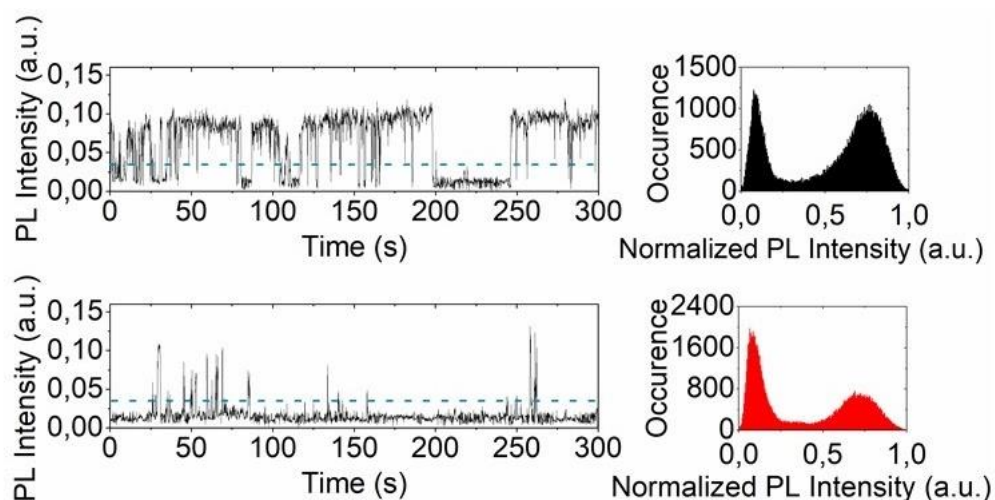 PL Intensity (a.u.)
0,15
0,10
0,05
0,00
0 50 100 150 200 250 300
Time (s)
Occurence
1500
1000
500
0
0,0 0,5 1,0
Normalized PL Intensity (a.u.)
PL Intensity (a.u.)
0,15
0,10
0,05
0,00
0 50 100 150 200 250 300
Time (s)
Occurence
2400
1600
800
0
0,0 0,5 1,0
Normalized PL Intensity (a.u.)